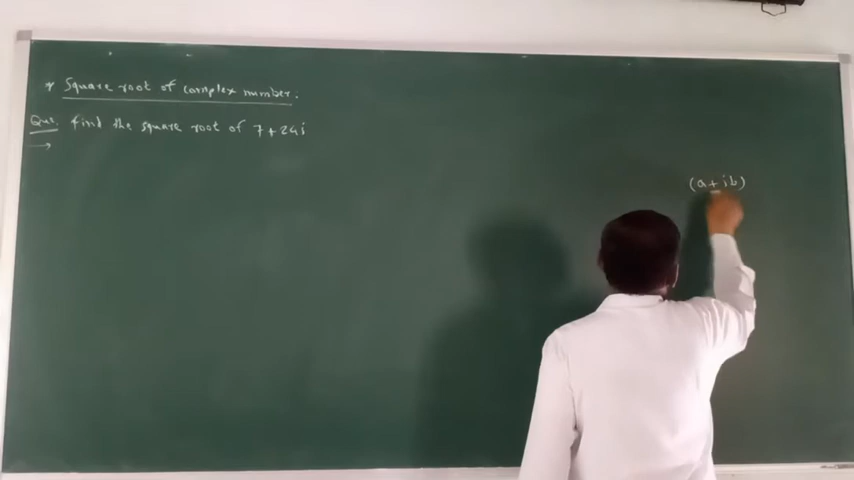 * Square root of complex number.
Que. find the square root of 7 + 24i
→
(a + ib)